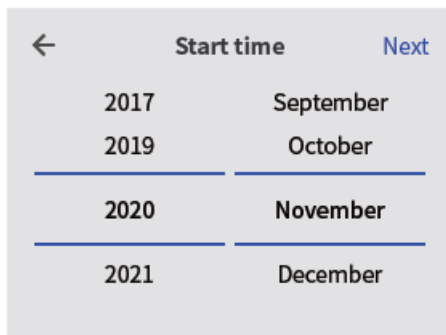 Start time Next
2017 September
2019 October
2020 November
2021 December